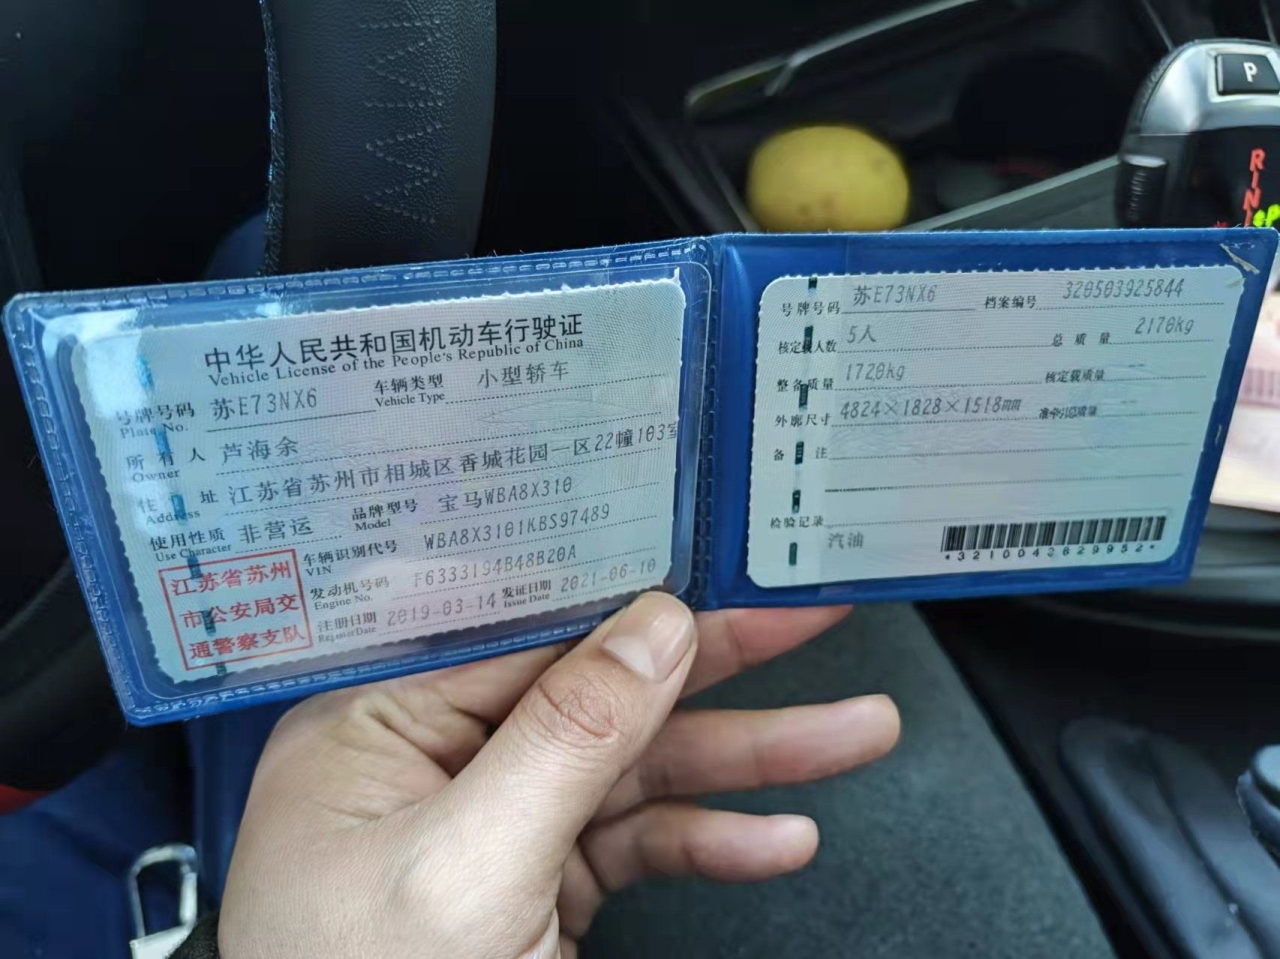 中华人民共和国机动车行驶证
Vehicle License of the People's Republic of China
号牌号码 苏E73NX6 车辆类型 小型轿车
Plate No. Vehicle Type
所有人 芦海余
Owner
住址 江苏省苏州市相城区香城花园一区22幢103室
Address
使用性质 非营运 品牌型号 宝马WBA8X310
Use Character Model
车辆识别代号 WBA8X3101KBS97489
VIN
发动机号码 F6333194B48B20A
Engine No.
注册日期 2019-03-14 发证日期 2021-06-10
Register Date Issue Date
江苏省苏州
市公安局交
通警察支队
号牌号码 苏E73NX6 档案编号 320503925844
核定载人数 5人 总质量 2170kg
整备质量 1720kg 核定载质量
外廓尺寸 4824×1828×1518mm 准牵引总质量
备注
检验记录
汽油
*3210042629952*
P
R
N